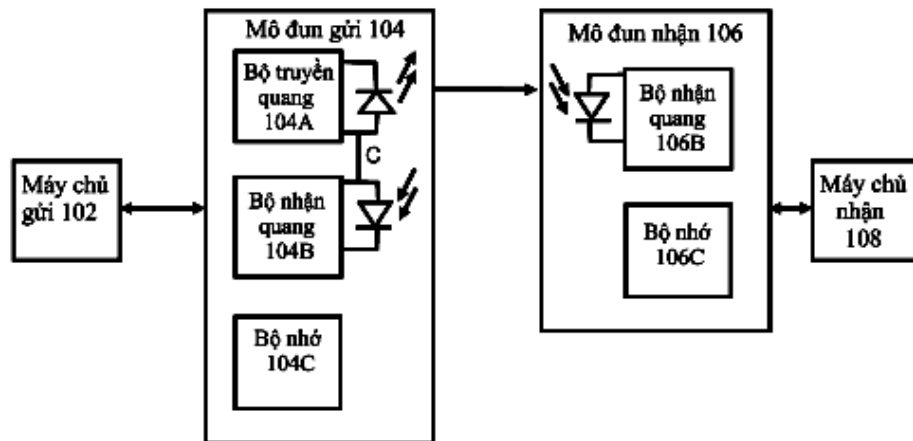 Mô đun gửi 104
Bộ truyền
quang
104A
C
Bộ nhận
quang
104B
Bộ nhớ
104C
Máy chủ
gửi 102
Mô đun nhận 106
Bộ nhận
quang
106B
Bộ nhớ
106C
Máy chủ
nhận
108